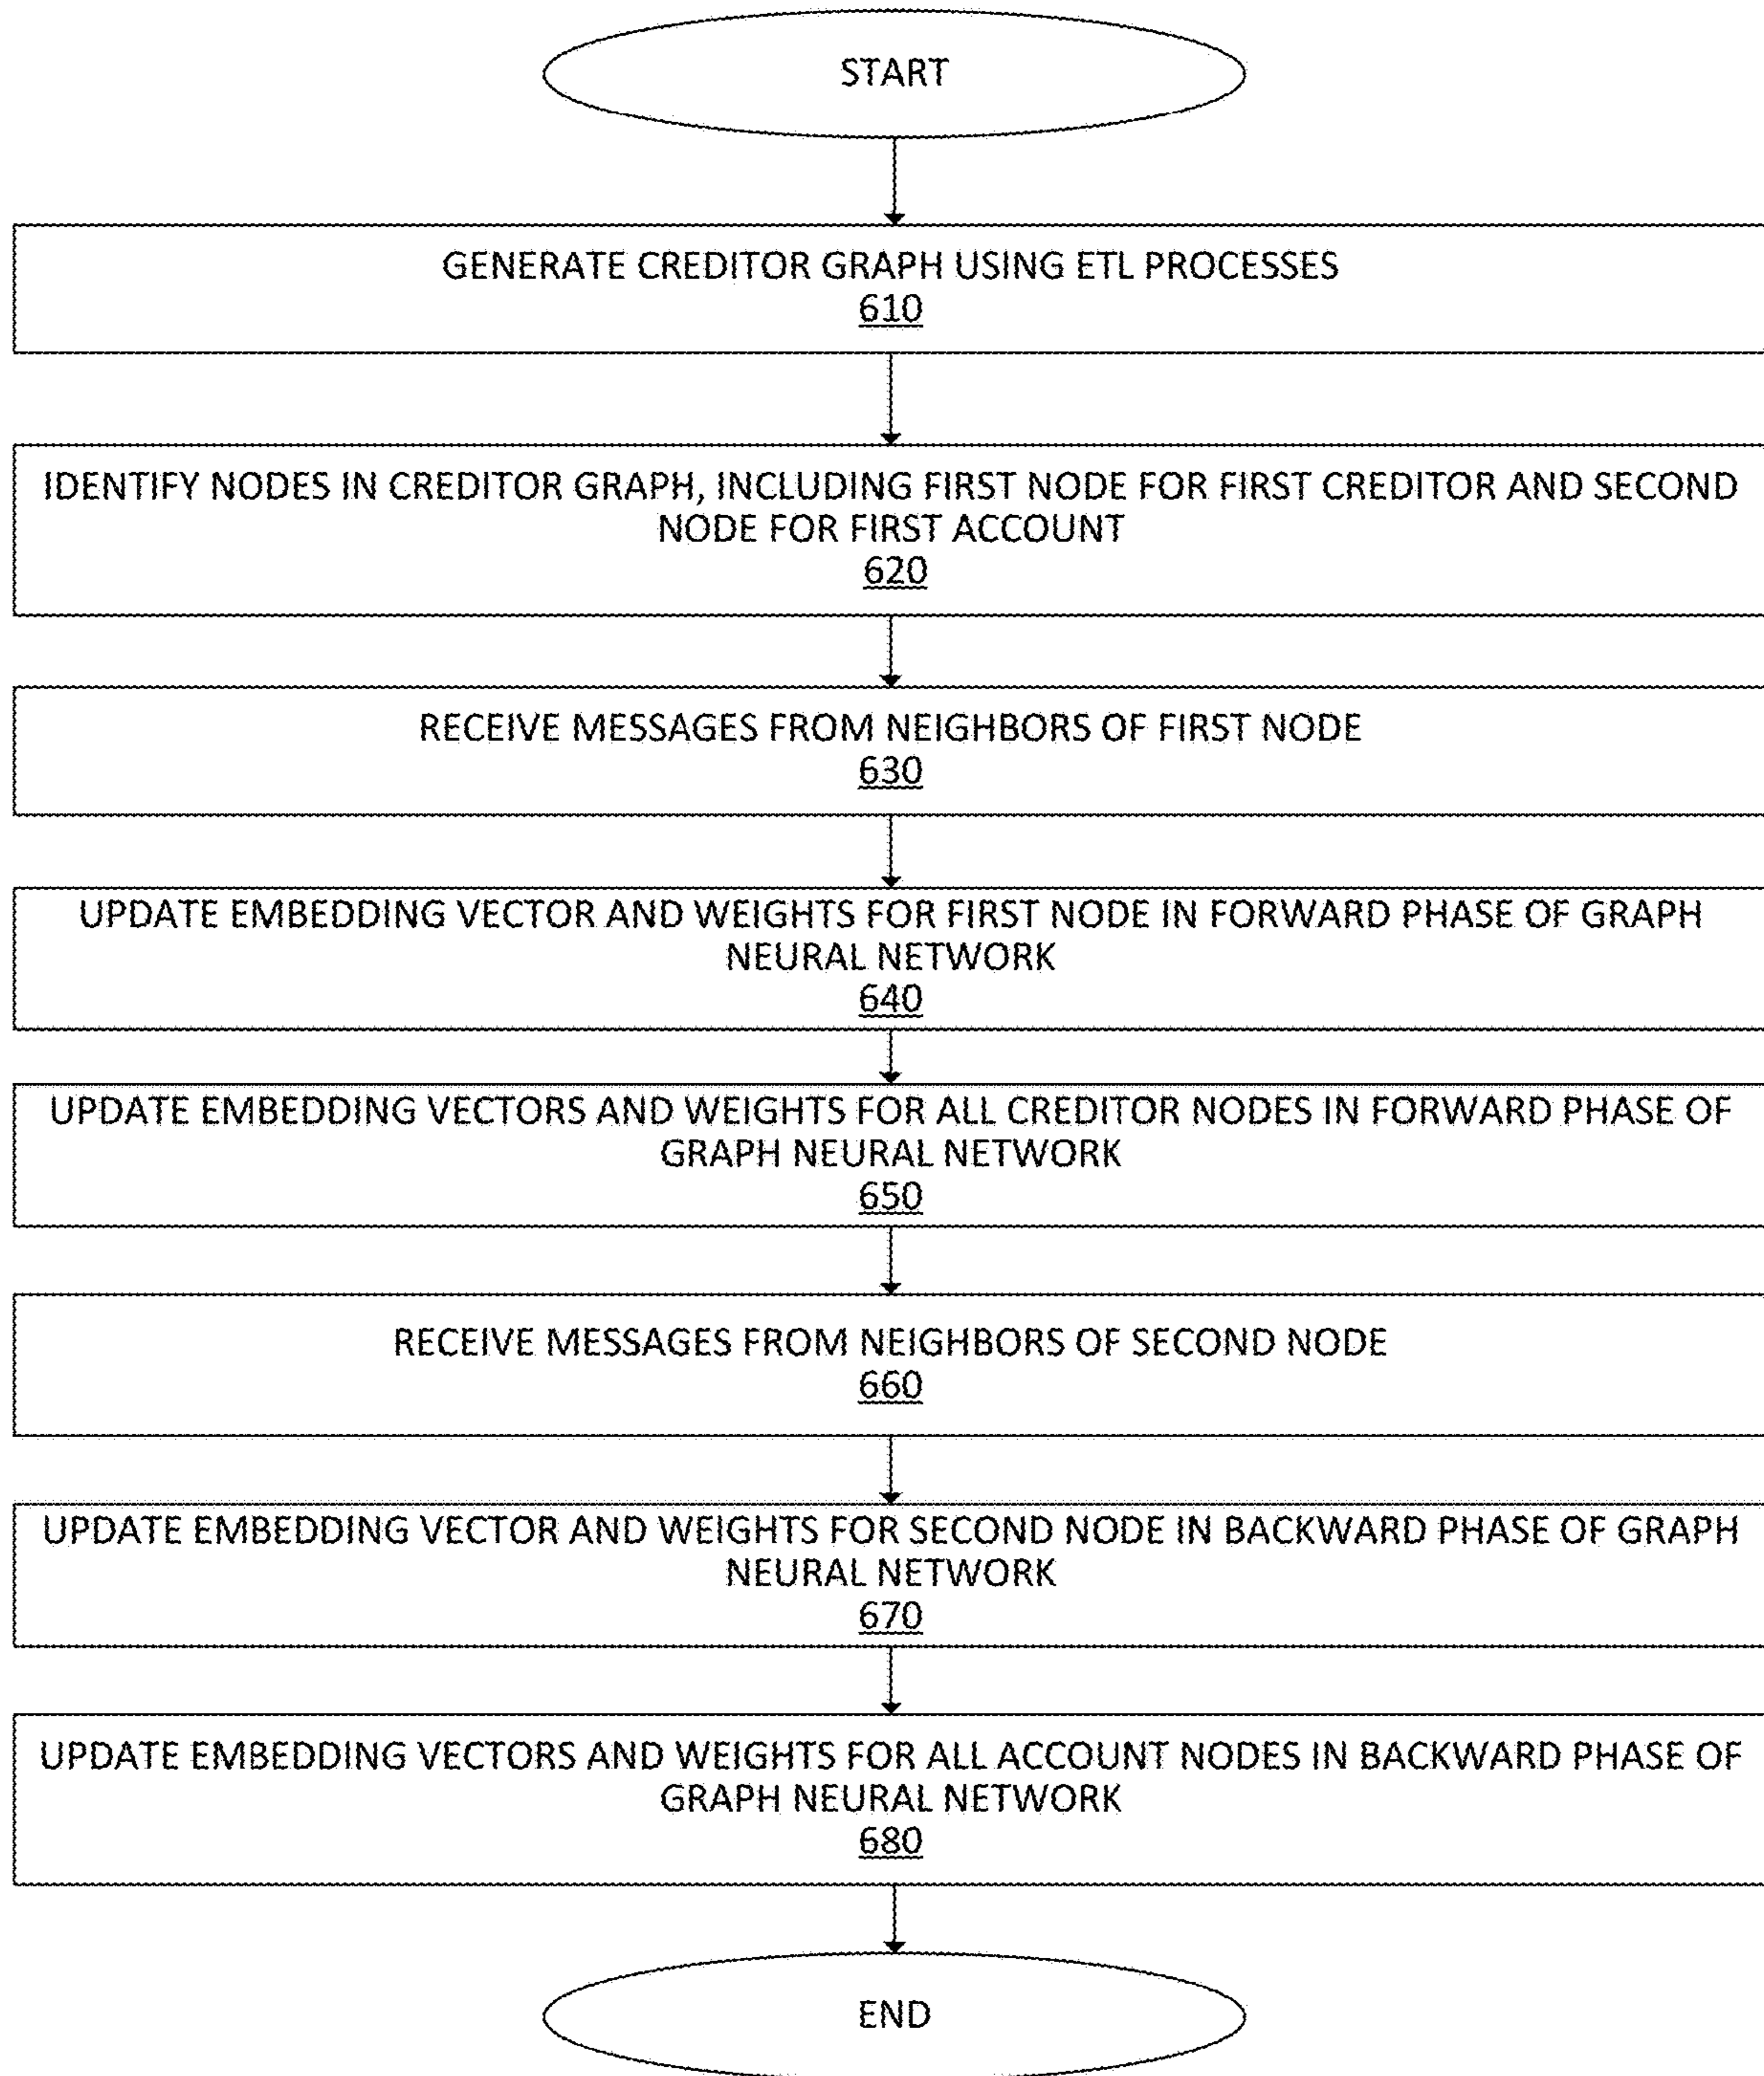 START
GENERATE CREDITOR GRAPH USING ETL PROCESSES
610
IDENTIFY NODES IN CREDITOR GRAPH, INCLUDING FIRST NODE FOR FIRST CREDITOR AND SECOND
NODE FOR FIRST ACCOUNT
620
RECEIVE MESSAGES FROM NEIGHBORS OF FIRST NODE
630
UPDATE EMBEDDING VECTOR AND WEIGHTS FOR FIRST NODE IN FORWARD PHASE OF GRAPH
NEURAL NETWORK
640
UPDATE EMBEDDING VECTORS AND WEIGHTS FOR ALL CREDITOR NODES IN FORWARD PHASE OF
GRAPH NEURAL NETWORK
650
RECEIVE MESSAGES FROM NEIGHBORS OF SECOND NODE
660
UPDATE EMBEDDING VECTOR AND WEIGHTS FOR SECOND NODE IN BACKWARD PHASE OF GRAPH
NEURAL NETWORK
670
UPDATE EMBEDDING VECTORS AND WEIGHTS FOR ALL ACCOUNT NODES IN BACKWARD PHASE OF
GRAPH NEURAL NETWORK
680
END